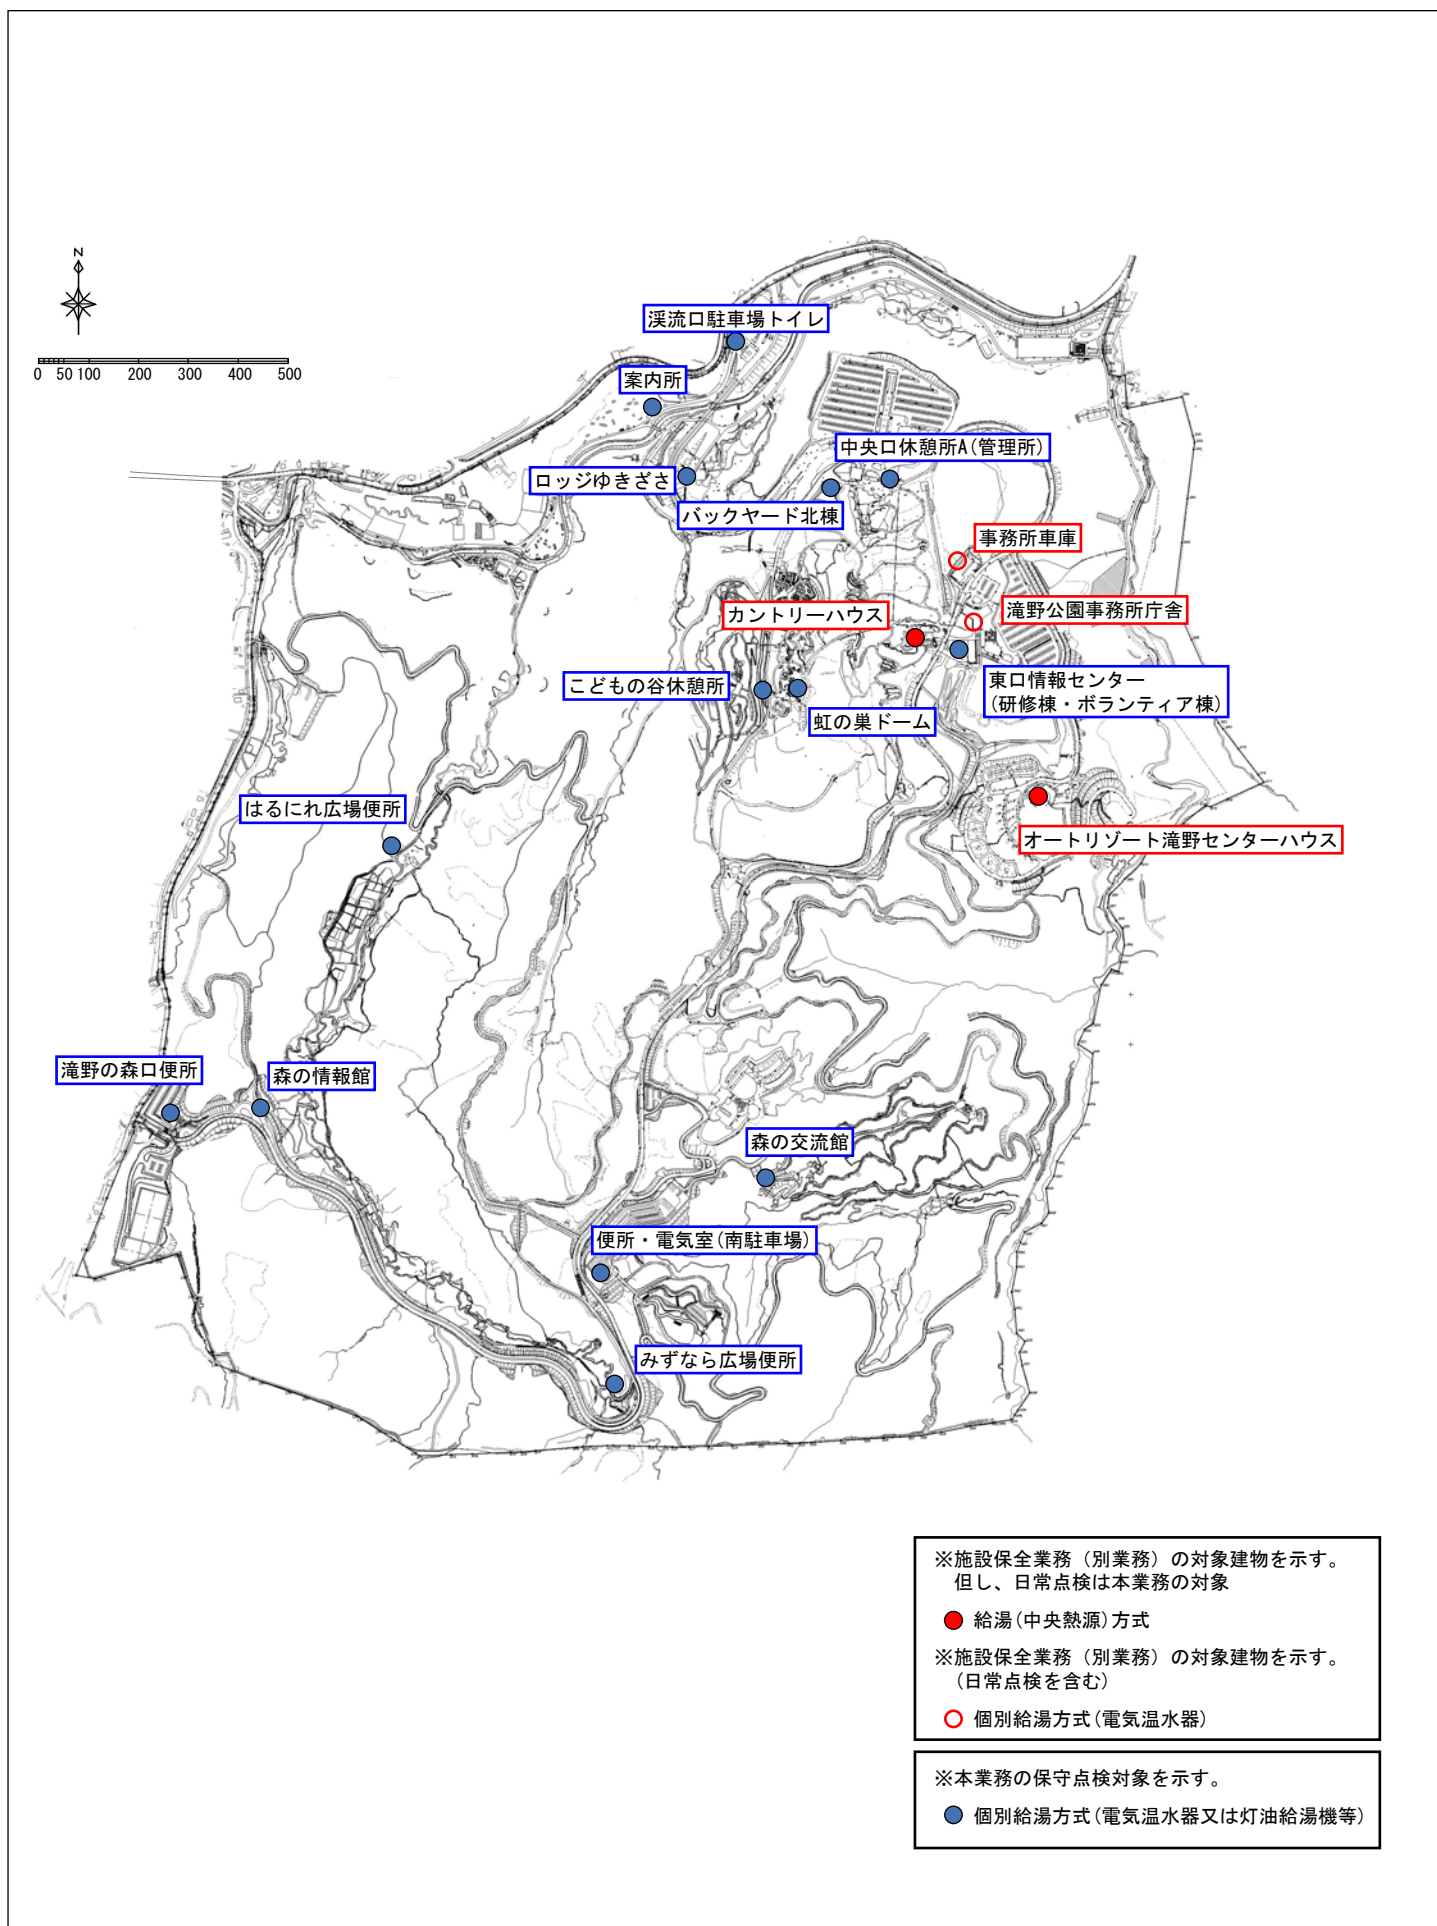 N
0 50 100 200 300 400 500
渓流口駐車場トイレ
案内所
中央口休憩所A(管理所)
ロッジゆきざさ
バックヤード北棟
事務所車庫
カントリーハウス
滝野公園事務所庁舎
こどもの谷休憩所
東口情報センター
(研修棟・ボランティア棟)
虹の巣ドーム
はるにれ広場便所
オートリゾート滝野センターハウス
滝野の森口便所
森の情報館
森の交流館
便所・電気室(南駐車場)
みずなら広場便所
※施設保全業務（別業務）の対象建物を示す。
但し、日常点検は本業務の対象
給湯(中央熱源)方式
※施設保全業務（別業務）の対象建物を示す。
(日常点検を含む)
個別給湯方式(電気温水器)
※本業務の保守点検対象を示す。
個別給湯方式(電気温水器又は灯油給湯機等)